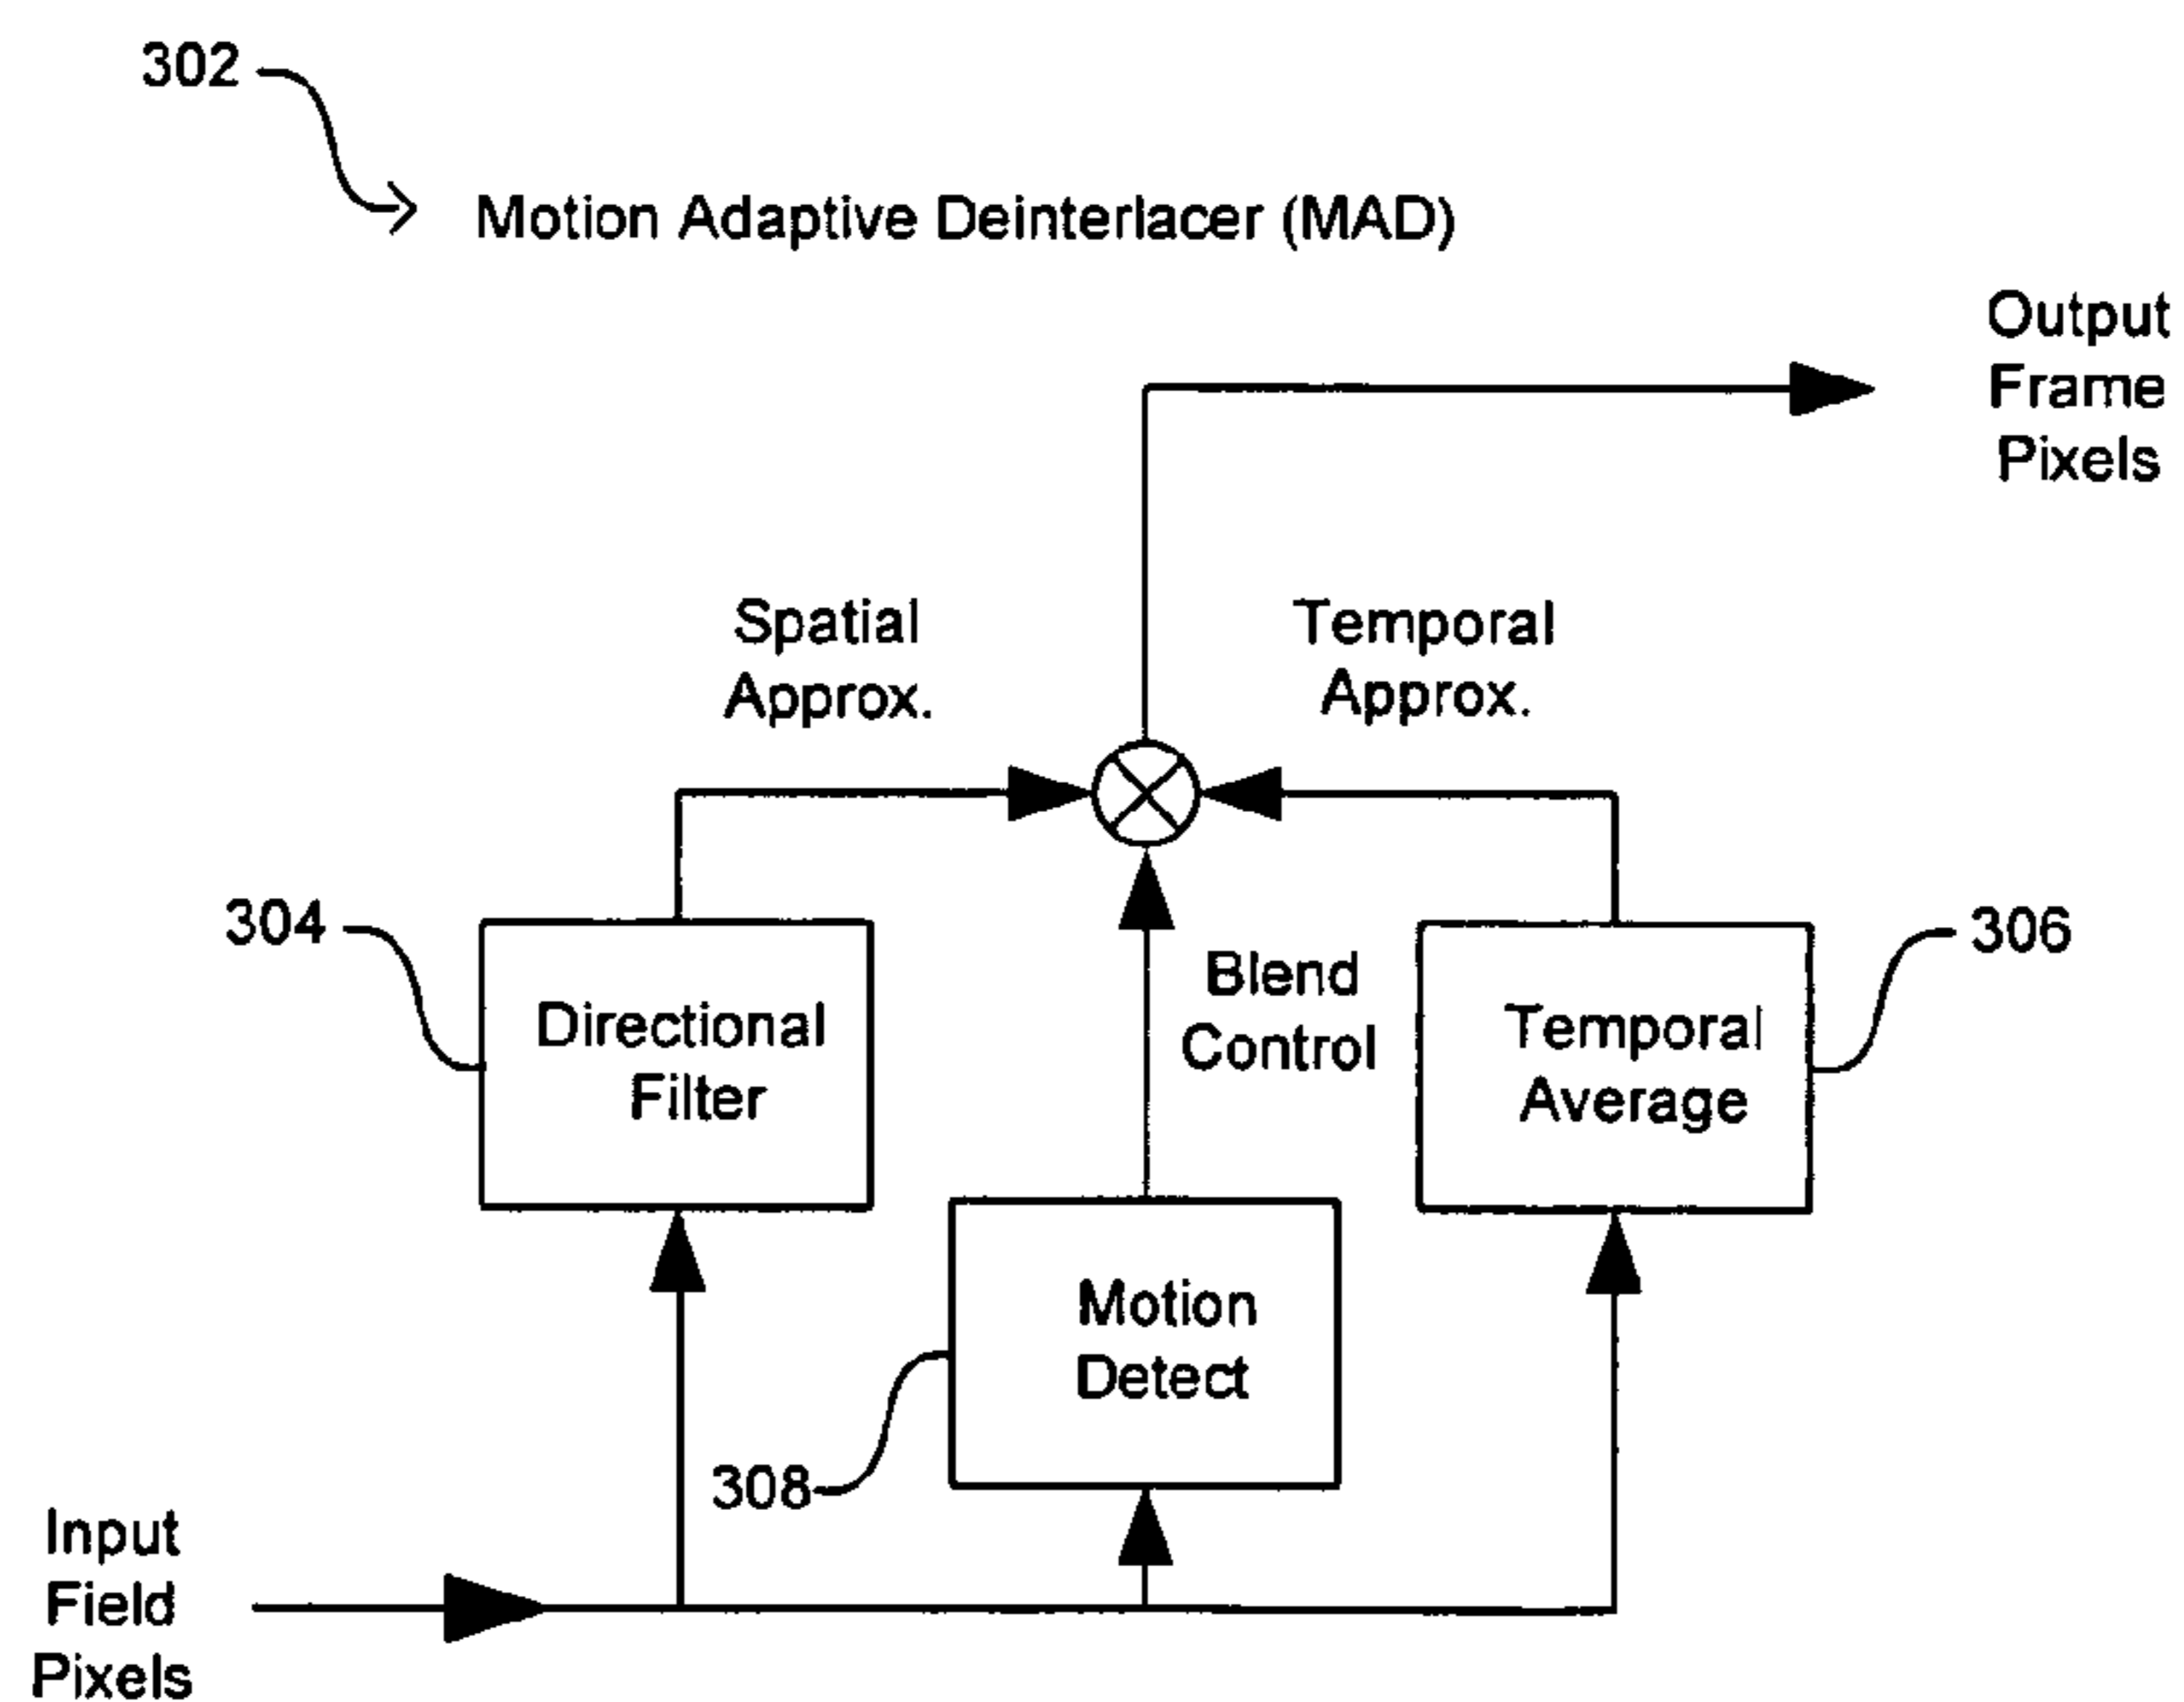 302
Motion Adaptive Deinterlacer (MAD)
Output
Frame
Pixels
Spatial
Approx.
Temporal
Approx.
304
Directional
Filter
Blend
Control
Temporal
Average
306
Motion
Detect
308
Input
Field
Pixels